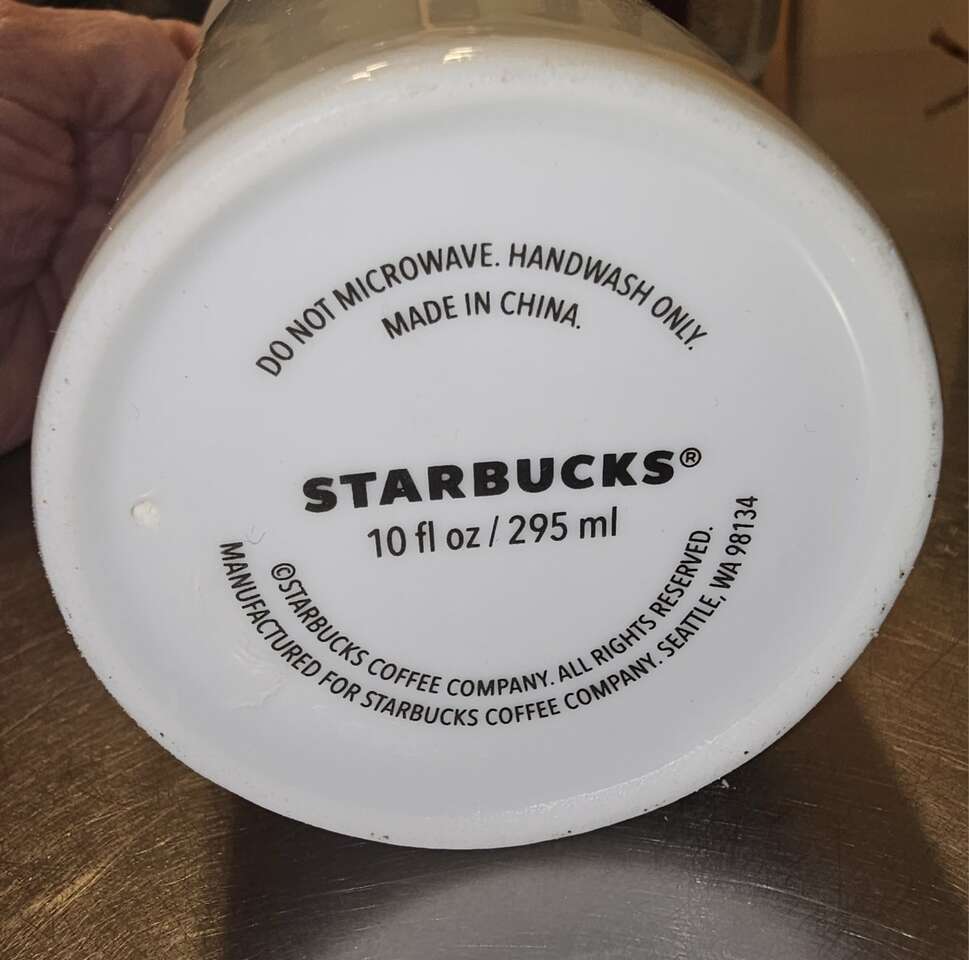 DO NOT MICROWAVE. HANDWASH ONLY.
MADE IN CHINA.
STARBUCKS®
10 fl oz / 295 ml
©STARBUCKS COFFEE COMPANY. ALL RIGHTS RESERVED.
MANUFACTURED FOR STARBUCKS COFFEE COMPANY. SEATTLE, WA 98134